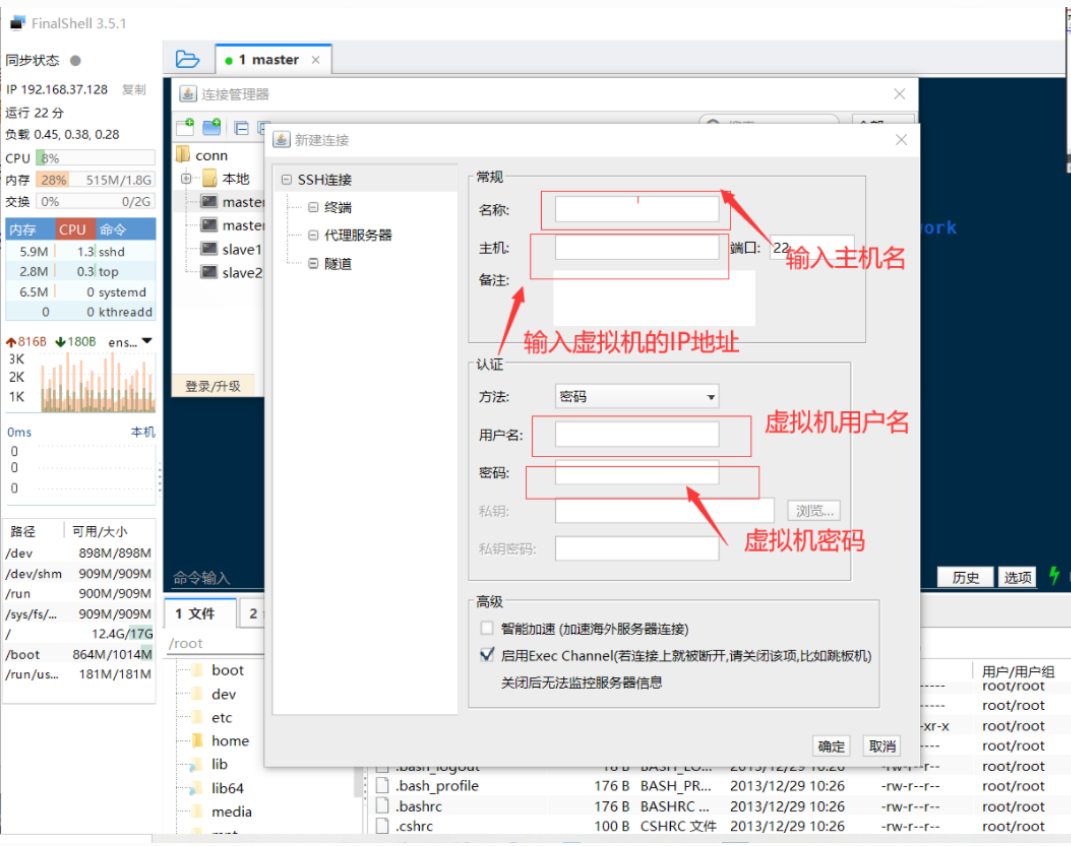 FinalShell 3.5.1
同步状态
1 master
IP 192.168.37.128 复制
运行 22 分
负载 0.45, 0.38, 0.28
CPU 8%
内存 28% 515M/1.8G
交换 0% 0/2G
内存 CPU 命令
5.9M 1.3 sshd
2.8M 0.3 top
6.5M 0 systemd
0 0 kthreadd
816B 180B ens...
3K
2K
1K
0ms 本机
0
0
0
路径 可用/大小
/dev 898M/898M
/dev/shm 909M/909M
/run 900M/909M
/sys/fs/... 909M/909M
/ 12.4G/17G
/boot 864M/1014M
/run/us... 181M/181M
连接管理器
conn
本地
master
master
slave1
slave2
登录/升级
新建连接
SSH连接
终端
代理服务器
隧道
常规
名称:
主机: 端口: 22
输入主机名
备注:
输入虚拟机的IP地址
认证
方法: 密码
用户名:
虚拟机用户名
密码:
私钥: 浏览...
虚拟机密码
私钥密码:
高级
智能加速 (加速海外服务器连接)
启用Exec Channel(若连接上就被断开,请关闭该项,比如跳板机)
关闭后无法监控服务器信息
确定 取消
命令输入
历史 选项
1 文件 2
/root
boot
dev
etc
home
lib
lib64
media
用户/用户组
root/root
root/root
-xr-x root/root
root/root
.bash_logout 18 B BASH_LO... 2013/12/29 10:26 -rw-r--r-- root/root
.bash_profile 176 B BASH_PR... 2013/12/29 10:26 -rw-r--r-- root/root
.bashrc 176 B BASHRC ... 2013/12/29 10:26 -rw-r--r-- root/root
.cshrc 100 B CSHRC 文件 2013/12/29 10:26 -rw-r--r-- root/root